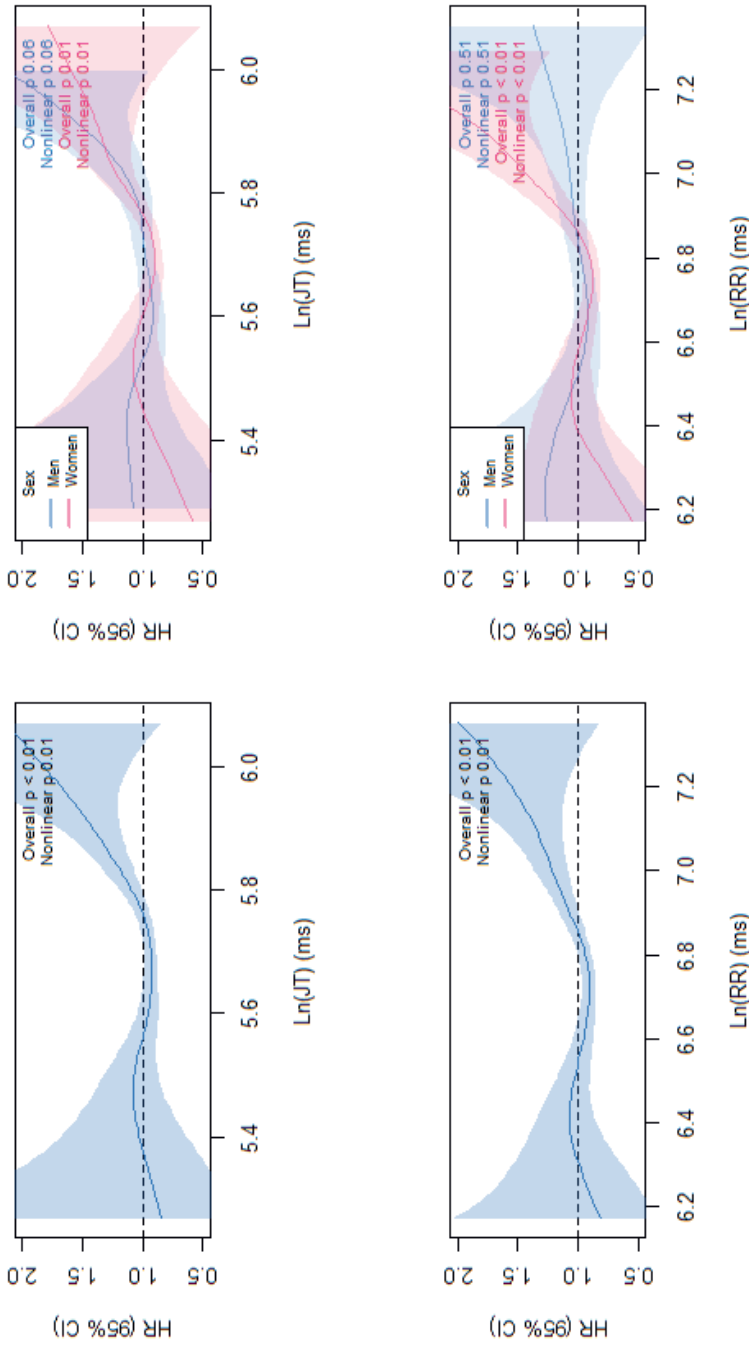 HR (95% CI)
2.0
1.5
1.0
0.5
Overall p < 0.01
Nonlinear p 0.01
5.4 5.6 5.8 6.0
Ln(JT) (ms)
HR (95% CI)
2.0
1.5
1.0
0.5
Sex
Men
Women
Overall p 0.06
Nonlinear p 0.06
Overall p 0.01
Nonlinear p 0.01
5.4 5.6 5.8 6.0
Ln(JT) (ms)
HR (95% CI)
2.0
1.5
1.0
0.5
Overall p < 0.01
Nonlinear p 0.01
6.2 6.4 6.6 6.8 7.0 7.2
Ln(RR) (ms)
HR (95% CI)
2.0
1.5
1.0
0.5
Sex
Men
Women
Overall p 0.51
Nonlinear p 0.51
Overall p < 0.01
Nonlinear p < 0.01
6.2 6.4 6.6 6.8 7.0 7.2
Ln(RR) (ms)